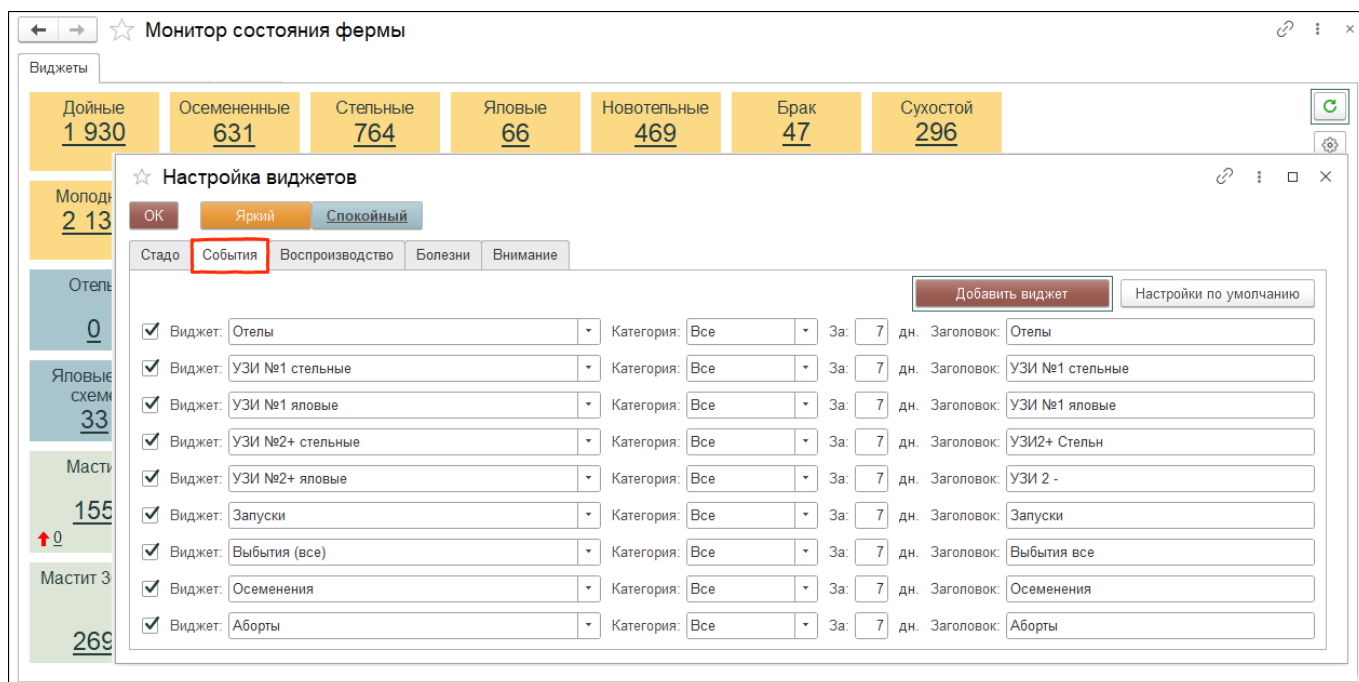 Монитор состояния фермы
Виджеты
Дойные Осемененные Стельные Яловые Новотельные Брак Сухостой
1 930 631 764 66 469 47 296
Настройка виджетов
ОК Яркий Спокойный
Стадо События Воспроизводство Болезни Внимание
Добавить виджет Настройки по умолчанию
Виджет: Отелы Категория: Все За: 7 дн. Заголовок: Отелы
Виджет: УЗИ №1 стельные Категория: Все За: 7 дн. Заголовок: УЗИ №1 стельные
Виджет: УЗИ №1 яловые Категория: Все За: 7 дн. Заголовок: УЗИ №1 яловые
Виджет: УЗИ №2+ стельные Категория: Все За: 7 дн. Заголовок: УЗИ2+ Стельн
Виджет: УЗИ №2+ яловые Категория: Все За: 7 дн. Заголовок: УЗИ 2 -
Виджет: Запуски Категория: Все За: 7 дн. Заголовок: Запуски
Виджет: Выбытия (все) Категория: Все За: 7 дн. Заголовок: Выбытия все
Виджет: Осеменения Категория: Все За: 7 дн. Заголовок: Осеменения
Виджет: Аборты Категория: Все За: 7 дн. Заголовок: Аборты
2 13
0
Яловые
33
155
0
Мастит 3
269